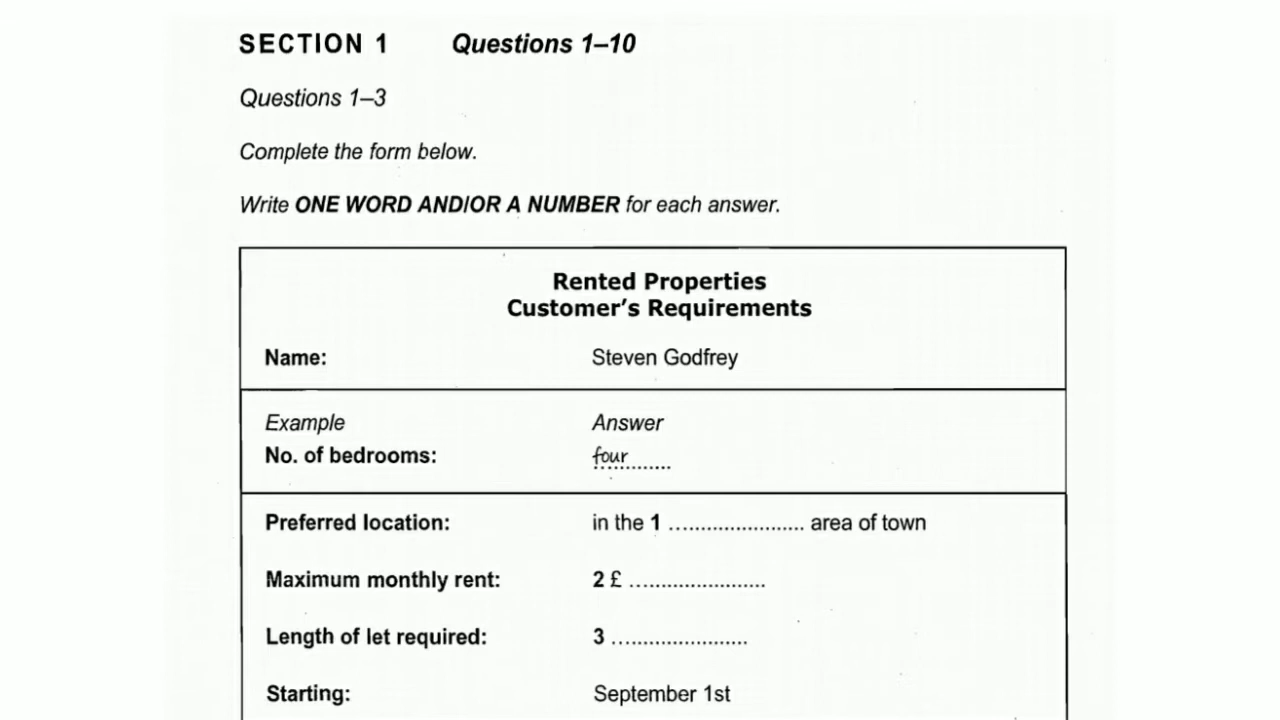 SECTION 1 Questions 1–10
Questions 1–3
Complete the form below.
Write ONE WORD AND/OR A NUMBER for each answer.
Rented Properties
Customer's Requirements
Name: Steven Godfrey
Example Answer
No. of bedrooms: four
Preferred location: in the 1 ...................... area of town
Maximum monthly rent: 2 £ ......................
Length of let required: 3 ......................
Starting: September 1st